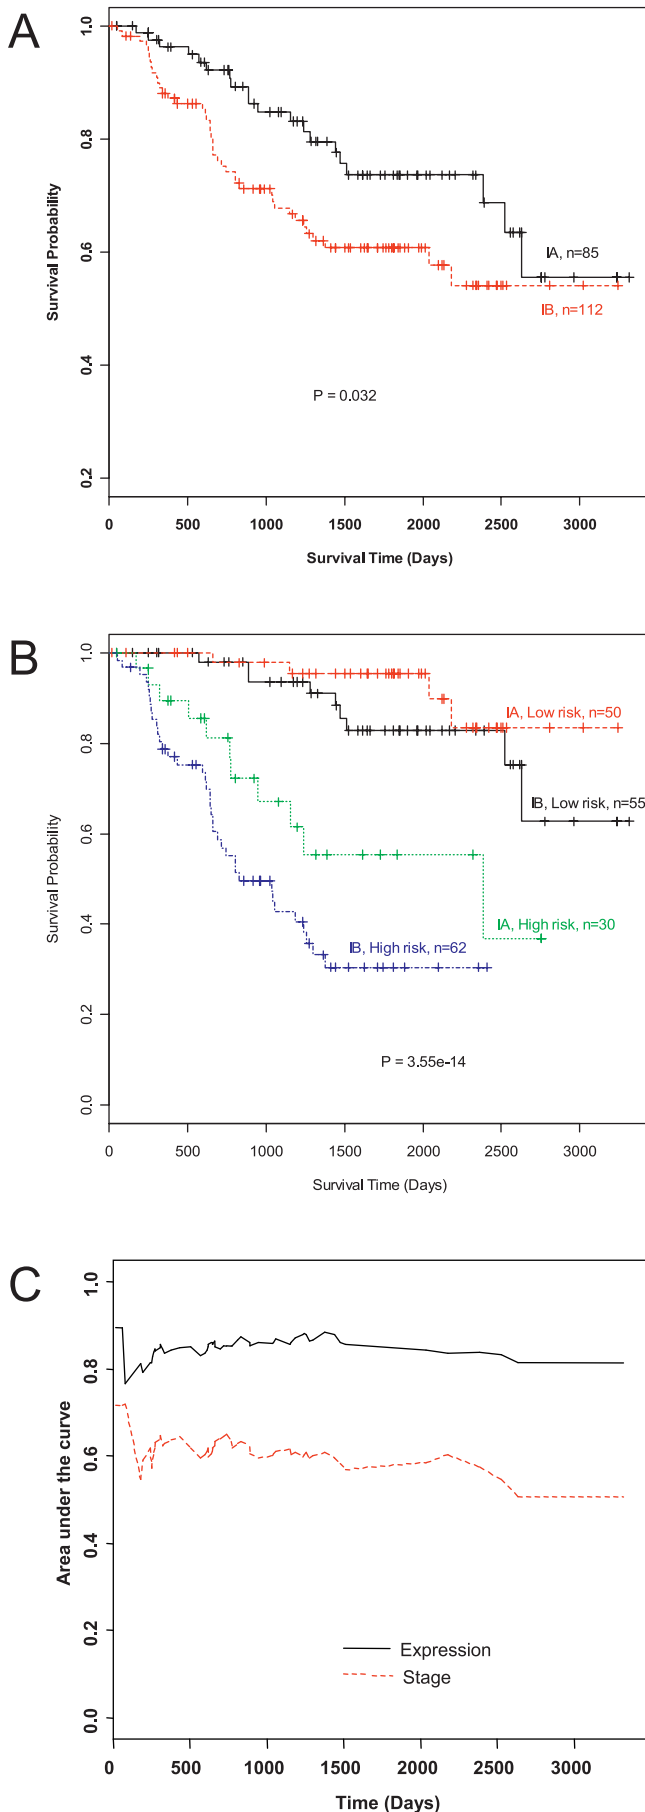 A
1.0
0.8
0.6
0.4
0.2
Survival Probability
IA, n=85
IB, n=112
P = 0.032
0 500 1000 1500 2000 2500 3000
Survival Time (Days)
B
1.0
0.8
0.6
0.4
0.2
0.0
Survival Probability
IA, Low risk, n=50
IB, Low risk, n=55
IA, High risk, n=30
IB, High risk, n=62
P = 3.55e-14
0 500 1000 1500 2000 2500 3000
Survival Time (Days)
C
1.0
0.8
0.6
0.4
0.2
0.0
Area under the curve
Expression
Stage
0 500 1000 1500 2000 2500 3000
Time (Days)